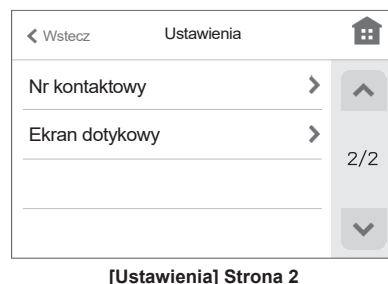 Wstecz
Ustawienia
Nr kontaktowy
Ekran dotykowy
2/2
[Ustawienia] Strona 2